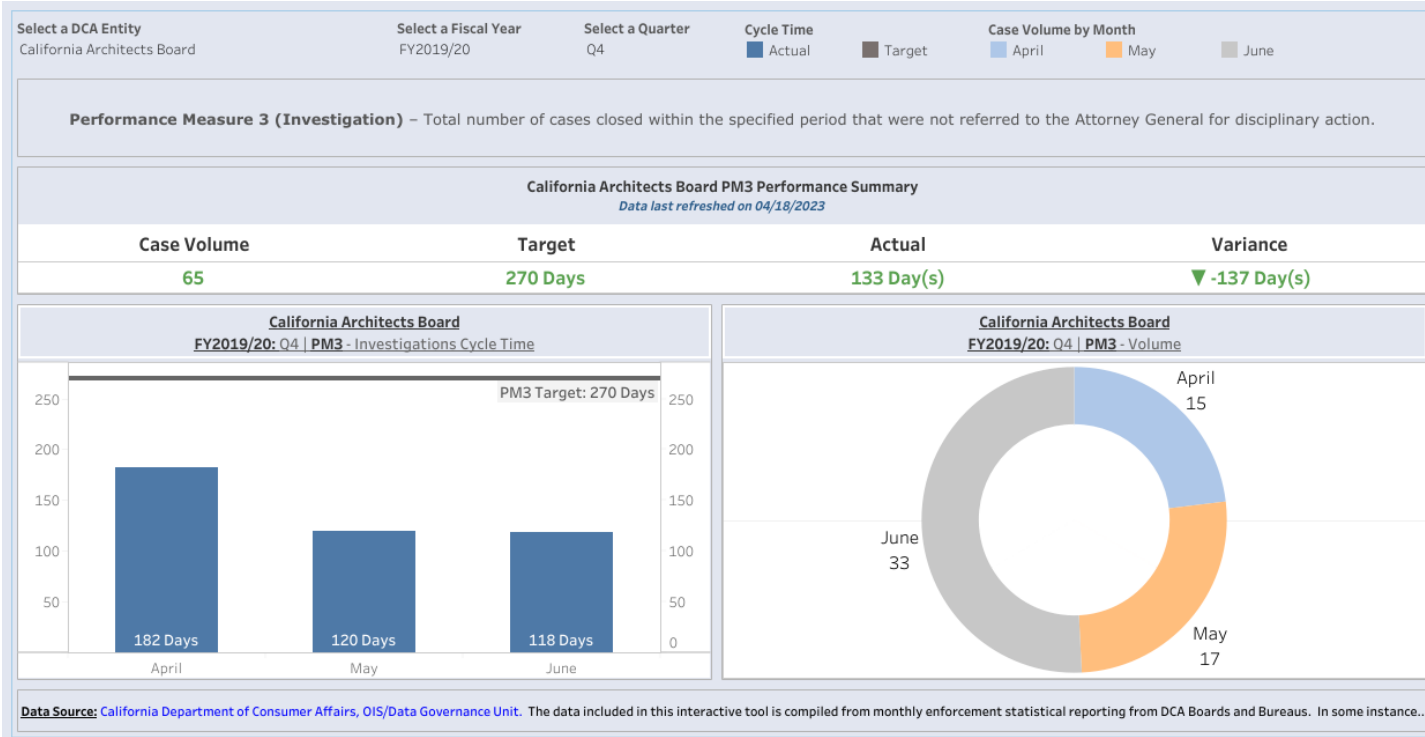 Select a DCA Entity
California Architects Board
Select a Fiscal Year
FY2019/20
Select a Quarter
Q4
Cycle Time
Actual
Target
Case Volume by Month
April
May
June
Performance Measure 3 (Investigation) – Total number of cases closed within the specified period that were not referred to the Attorney General for disciplinary action.
California Architects Board PM3 Performance Summary
Data last refreshed on 04/18/2023
Case Volume Target Actual Variance
65 270 Days 133 Day(s) ▼ -137 Day(s)
California Architects Board
FY2019/20: Q4 | PM3 - Investigations Cycle Time
PM3 Target: 270 Days
250 250
200 200
150 150
100 100
50 50
0
182 Days 120 Days 118 Days
April May June
California Architects Board
FY2019/20: Q4 | PM3 - Volume
April
15
June
33
May
17
Data Source: California Department of Consumer Affairs, OIS/Data Governance Unit. The data included in this interactive tool is compiled from monthly enforcement statistical reporting from DCA Boards and Bureaus. In some instance..